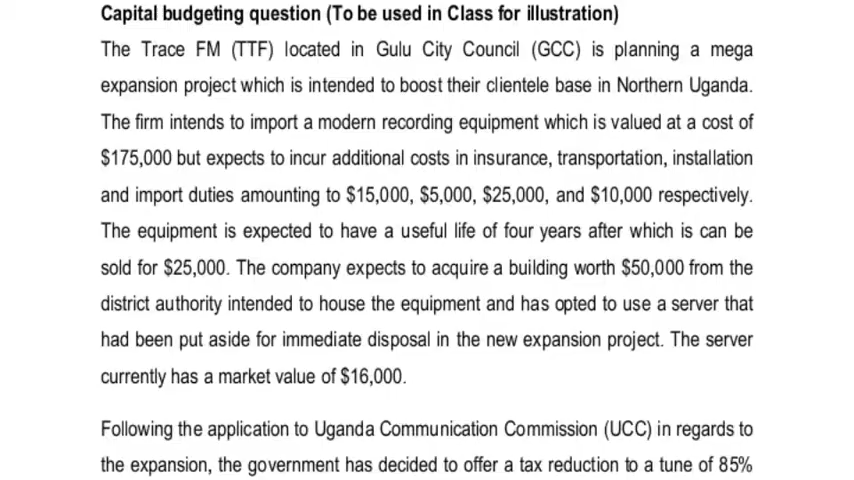 Capital budgeting question (To be used in Class for illustration)
The Trace FM (TTF) located in Gulu City Council (GCC) is planning a mega
expansion project which is intended to boost their clientele base in Northern Uganda.
The firm intends to import a modern recording equipment which is valued at a cost of
$175,000 but expects to incur additional costs in insurance, transportation, installation
and import duties amounting to $15,000, $5,000, $25,000, and $10,000 respectively.
The equipment is expected to have a useful life of four years after which is can be
sold for $25,000. The company expects to acquire a building worth $50,000 from the
district authority intended to house the equipment and has opted to use a server that
had been put aside for immediate disposal in the new expansion project. The server
currently has a market value of $16,000.
Following the application to Uganda Communication Commission (UCC) in regards to
the expansion, the government has decided to offer a tax reduction to a tune of 85%